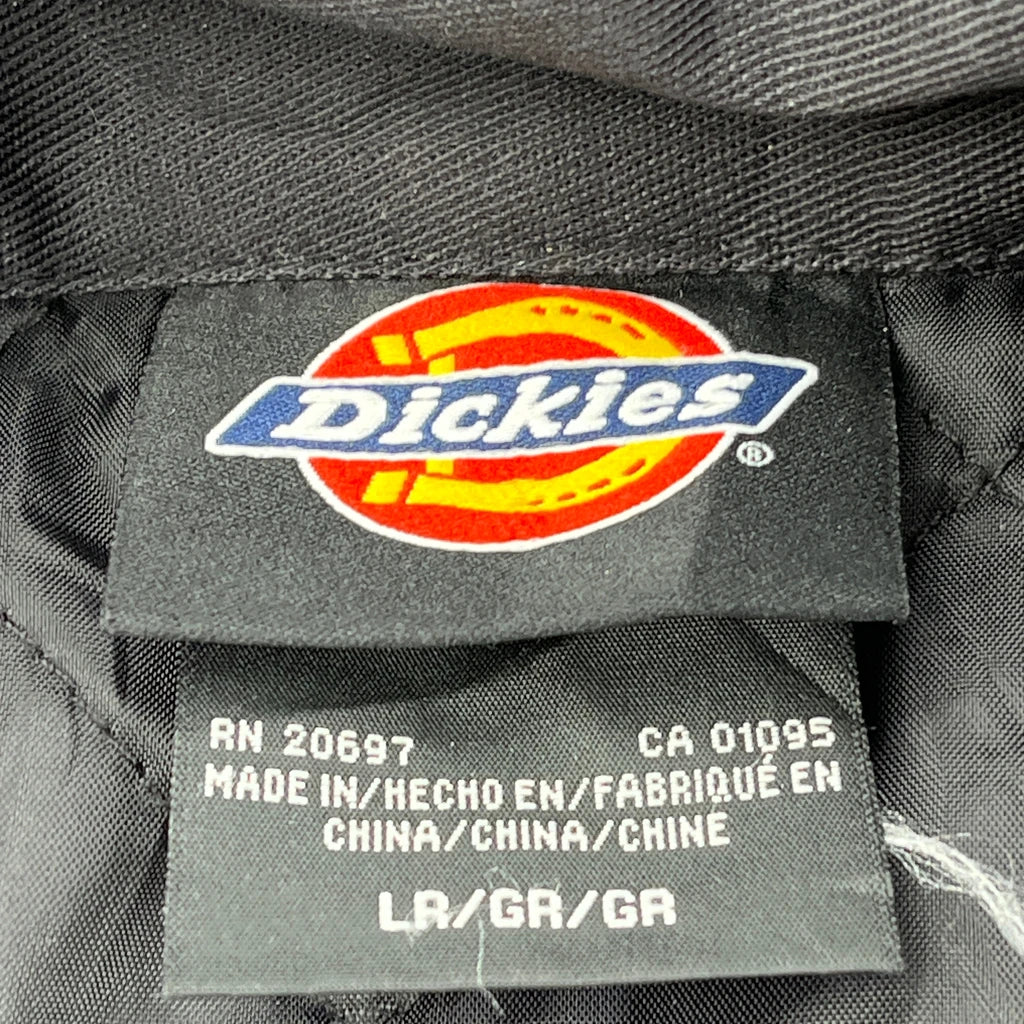 Dickies
®
RN 20697 CA 01095
MADE IN/HECHO EN/FABRIQUÉ EN
CHINA/CHINA/CHINE
LR/GR/GR